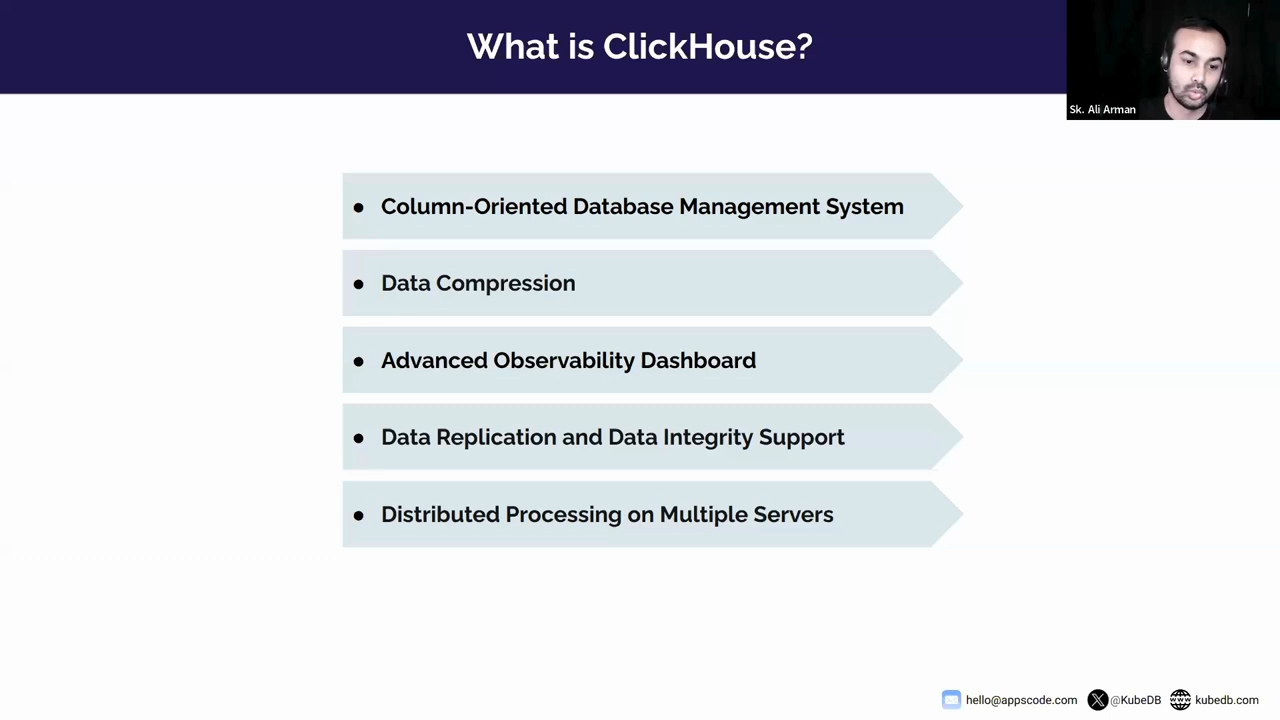 What is ClickHouse?
Sk. Ali Arman
● Column-Oriented Database Management System
● Data Compression
● Advanced Observability Dashboard
● Data Replication and Data Integrity Support
● Distributed Processing on Multiple Servers
hello@appscode.com @KubeDB kubedb.com